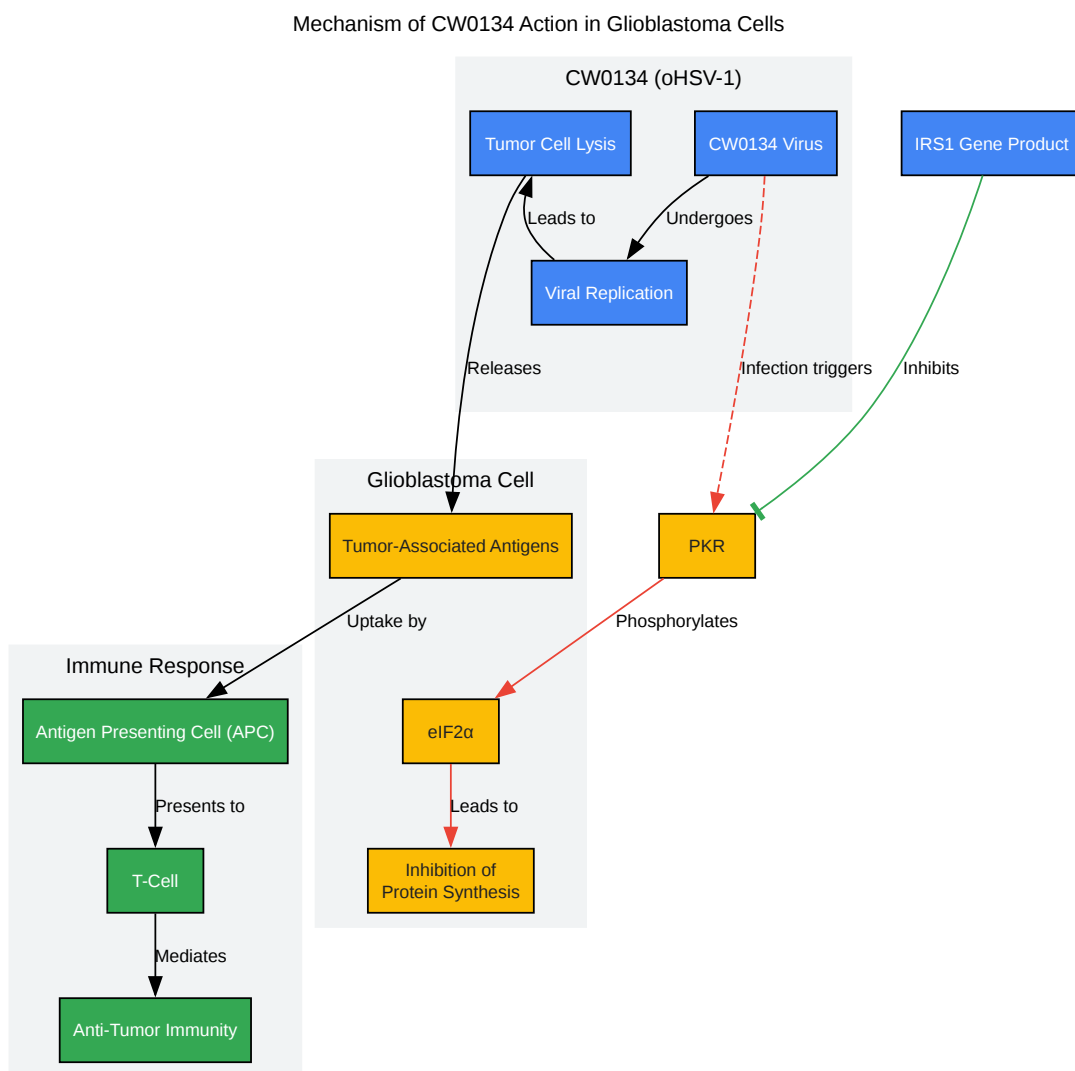 Mechanism of CW0134 Action in Glioblastoma Cells
CW0134 (oHSV-1)
Tumor Cell Lysis
CW0134 Virus
IRS1 Gene Product
Leads to
Undergoes
Viral Replication
Releases
Infection triggers
Inhibits
Glioblastoma Cell
Tumor-Associated Antigens
PKR
Uptake by
Phosphorylates
Immune Response
Antigen Presenting Cell (APC)
eIF2α
Presents to
Leads to
T-Cell
Inhibition of
Protein Synthesis
Mediates
Anti-Tumor Immunity